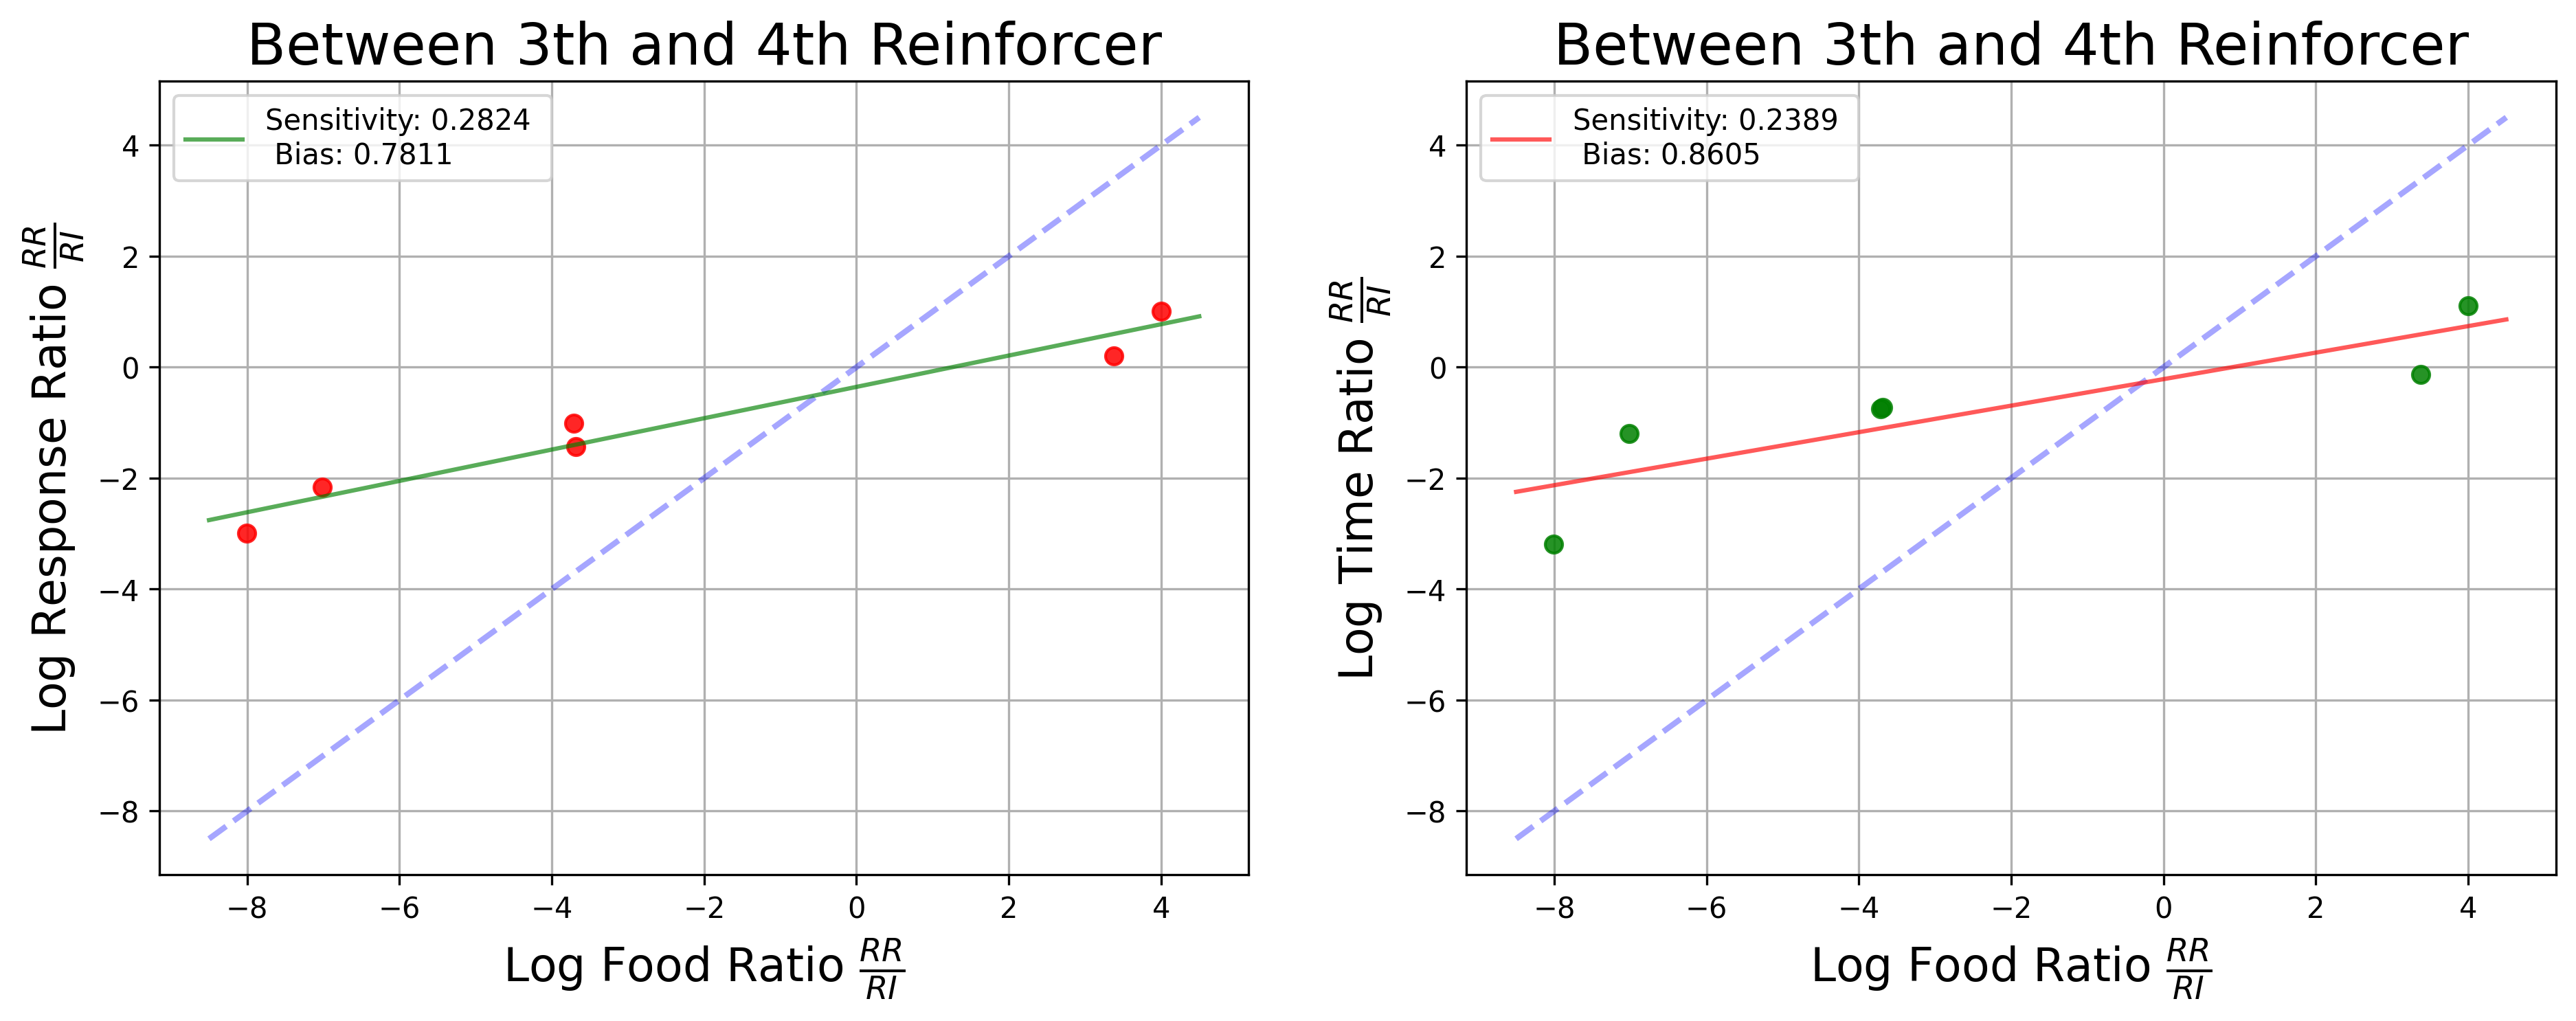 Between 3th and 4th Reinforcer
Sensitivity: 0.2824
Bias: 0.7811
4
2
0
−2
−4
−6
−8
Log Response Ratio RR/RI
−8 −6 −4 −2 0 2 4
Log Food Ratio RR/RI
Between 3th and 4th Reinforcer
Sensitivity: 0.2389
Bias: 0.8605
4
2
0
−2
−4
−6
−8
Log Time Ratio RR/RI
−8 −6 −4 −2 0 2 4
Log Food Ratio RR/RI